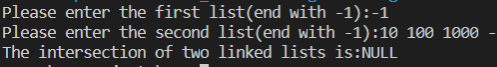 Please enter the first list(end with -1):-1
Please enter the second list(end with -1):10 100 1000 -
The intersection of two linked lists is:NULL